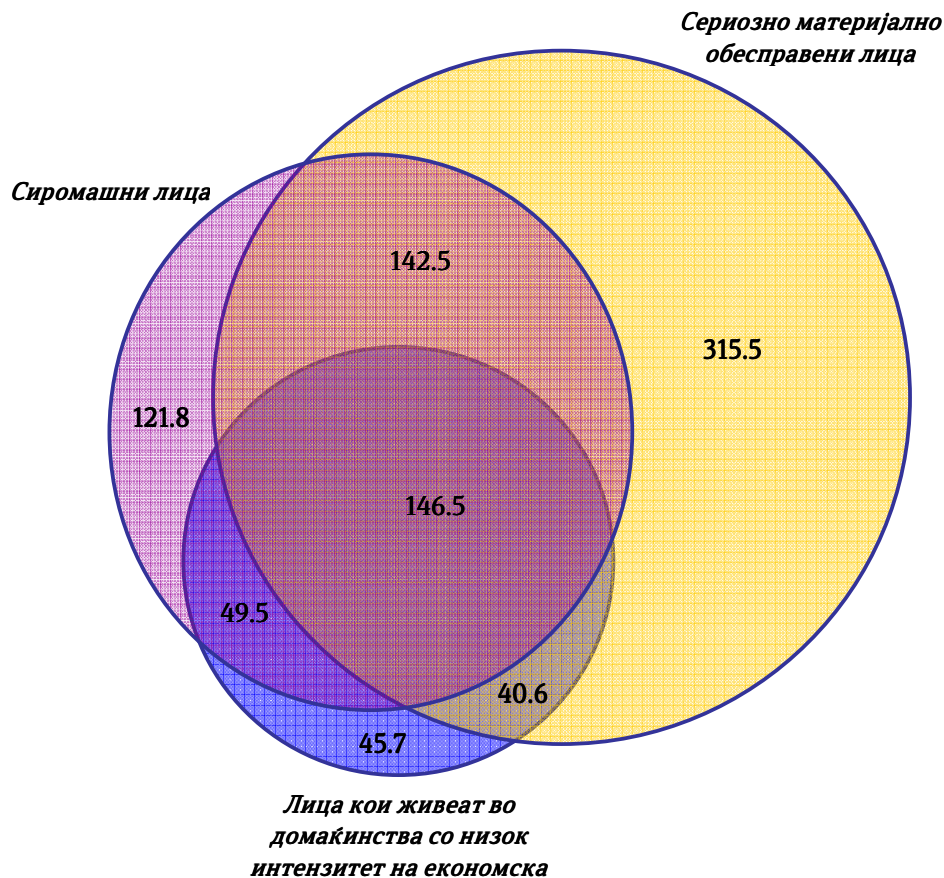 Сериозно материјално
обесправени лица
Сиромашни лица
142.5
315.5
121.8
146.5
49.5
40.6
45.7
Лица кои живеат во
домаќинства со низок
интензитет на економска